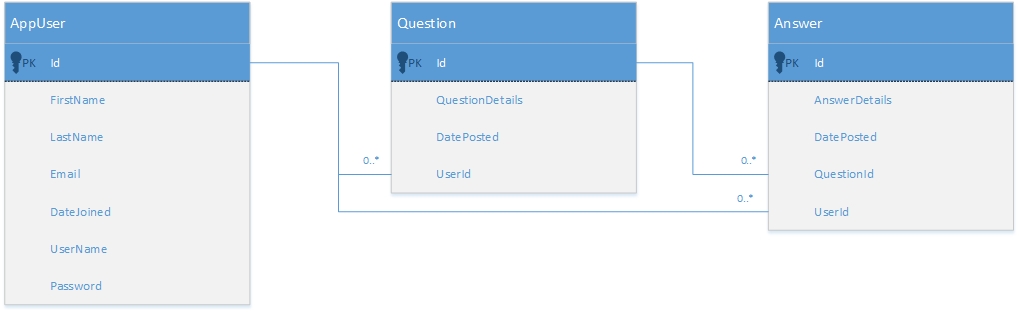 AppUser
PK Id
FirstName
LastName
Email
DateJoined
UserName
Password
Question
PK Id
QuestionDetails
DatePosted
0..* UserId
Answer
PK Id
AnswerDetails
DatePosted
0..* QuestionId
0..* UserId